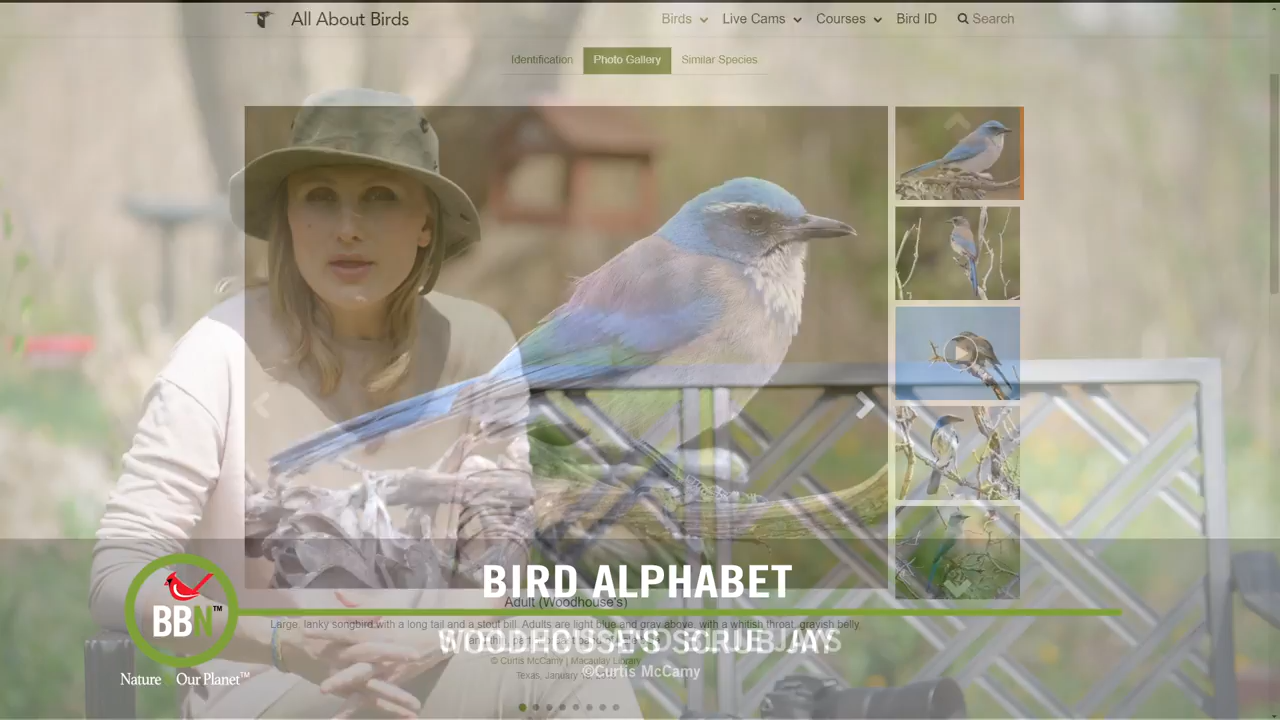 All About Birds
Birds
Live Cams
Courses
Bird ID
Search
Identification
Photo Gallery
Similar Species
BIRD ALPHABET
BBN™
Adult (Woodhouse's)
Large, lanky songbird with a long tail and a stout bill. Adults are light blue and gray above, with a whitish throat, grayish belly
WOODHOUSE'S SCRUB JAY
© Curtis McCamy | Macaulay Library
©Curtis McCamy
Nature Our Planet™
Texas, January